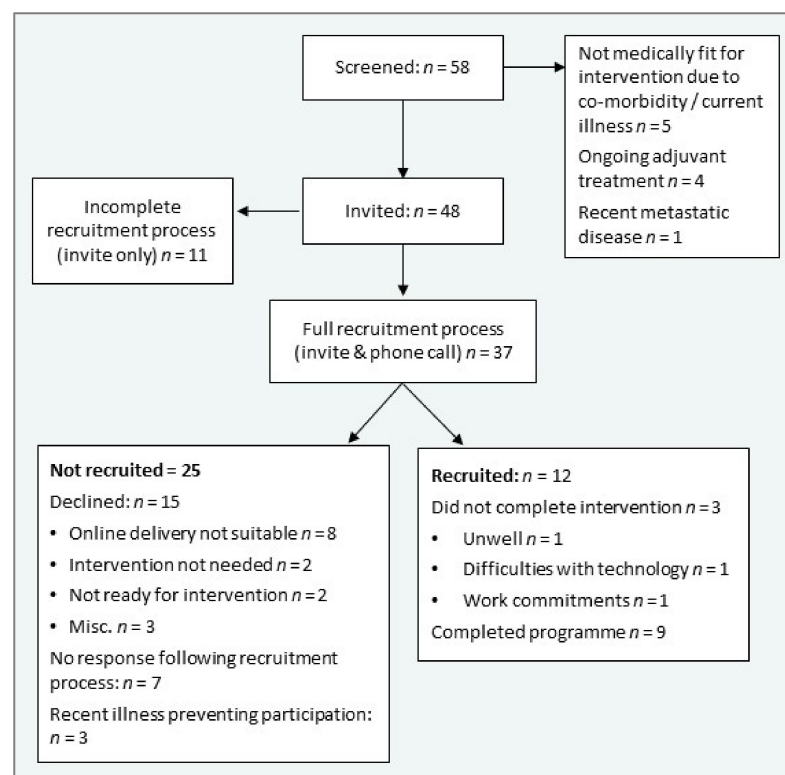 Screened: n = 58
Not medically fit for
intervention due to
co-morbidity / current
illness n = 5
Ongoing adjuvant
treatment n = 4
Recent metastatic
disease n = 1
Invited: n = 48
Incomplete
recruitment process
(invite only) n = 11
Full recruitment process
(invite & phone call) n = 37
Not recruited = 25
Declined: n = 15
• Online delivery not suitable n = 8
• Intervention not needed n = 2
• Not ready for intervention n = 2
• Misc. n = 3
No response following recruitment
process: n = 7
Recent illness preventing participation:
n = 3
Recruited: n = 12
Did not complete intervention n = 3
• Unwell n = 1
• Difficulties with technology n = 1
• Work commitments n = 1
Completed programme n = 9